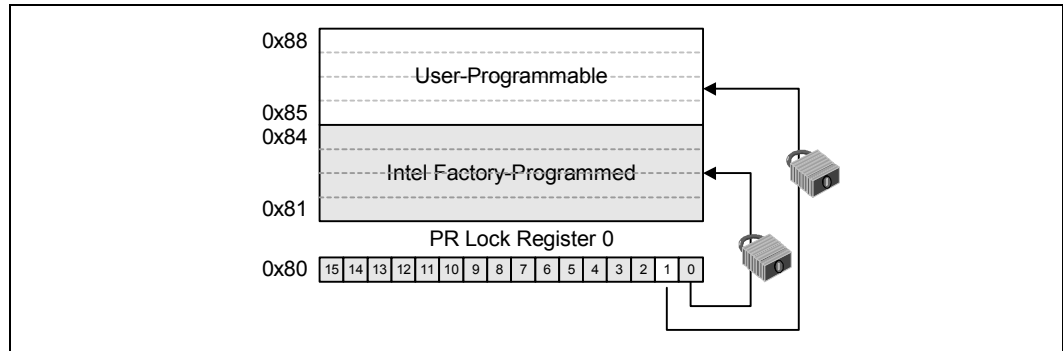 0x88
User-Programmable
0x85
0x84
Intel Factory-Programmed
0x81
PR Lock Register 0
0x80 15 14 13 12 11 10 9 8 7 6 5 4 3 2 1 0